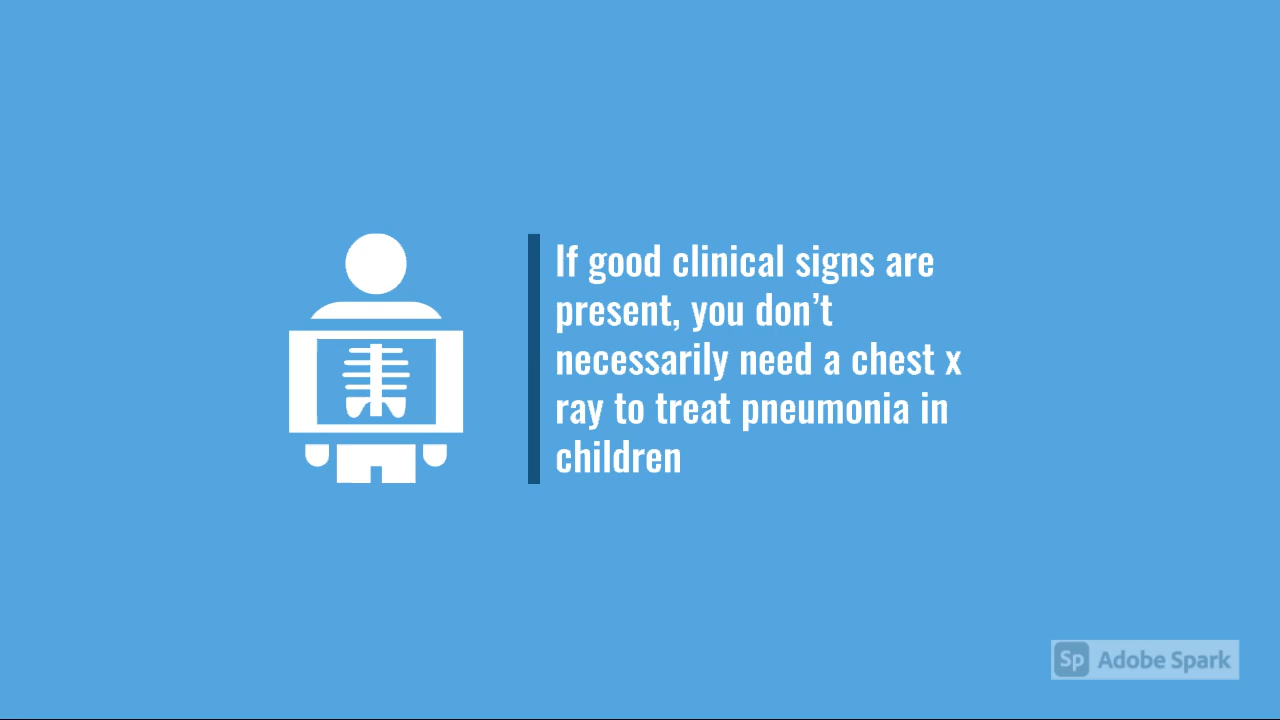 If good clinical signs are
present, you don’t
necessarily need a chest x
ray to treat pneumonia in
children
Sp Adobe Spark